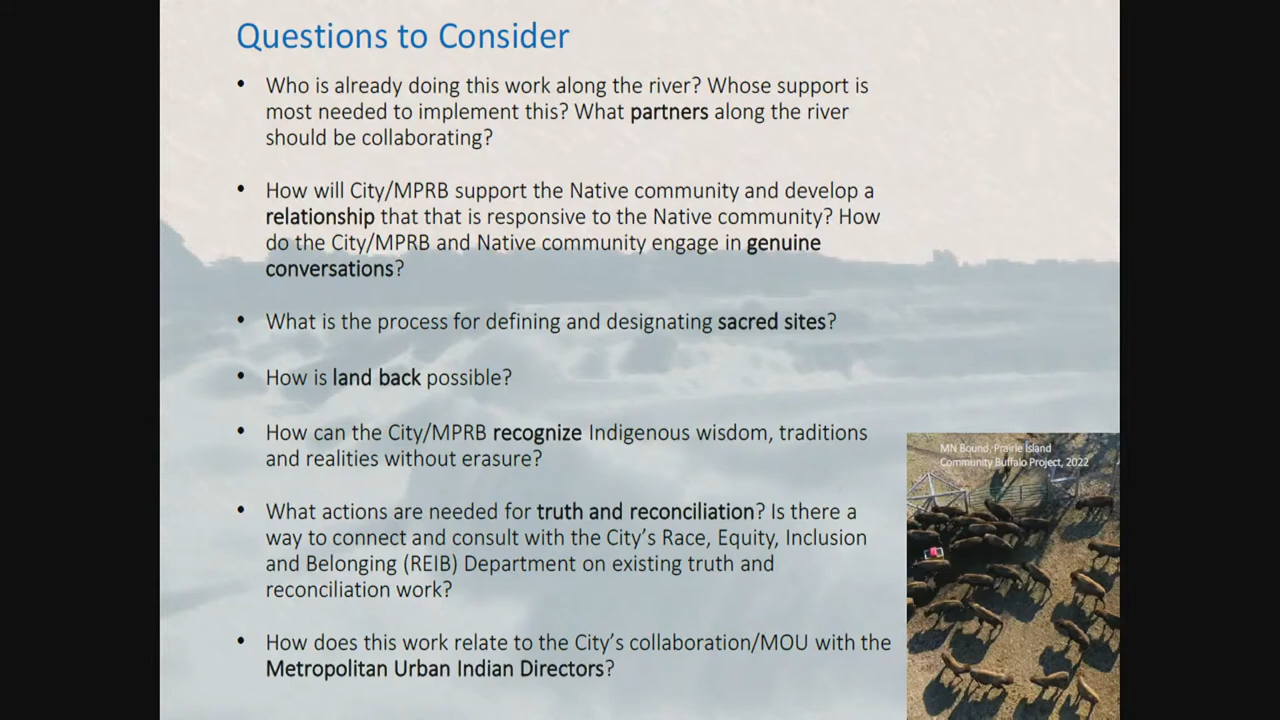 Questions to Consider
• Who is already doing this work along the river? Whose support is
most needed to implement this? What partners along the river
should be collaborating?
• How will City/MPRB support the Native community and develop a
relationship that that is responsive to the Native community? How
do the City/MPRB and Native community engage in genuine
conversations?
• What is the process for defining and designating sacred sites?
• How is land back possible?
• How can the City/MPRB recognize Indigenous wisdom, traditions
and realities without erasure?
• What actions are needed for truth and reconciliation? Is there a
way to connect and consult with the City's Race, Equity, Inclusion
and Belonging (REIB) Department on existing truth and
reconciliation work?
• How does this work relate to the City's collaboration/MOU with the
Metropolitan Urban Indian Directors?
MN Bound, Prairie Island
Community Buffalo Project, 2022